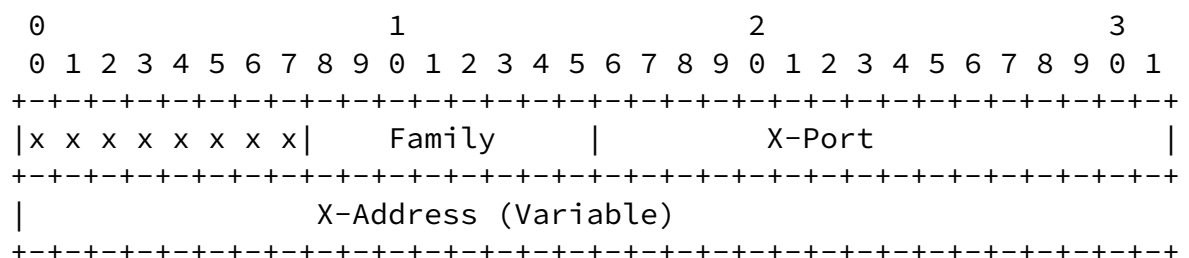 0                   1                   2                   3
 0 1 2 3 4 5 6 7 8 9 0 1 2 3 4 5 6 7 8 9 0 1 2 3 4 5 6 7 8 9 0 1
+-+-+-+-+-+-+-+-+-+-+-+-+-+-+-+-+-+-+-+-+-+-+-+-+-+-+-+-+-+-+-+-+
|x x x x x x x x|    Family     |         X-Port                |
+-+-+-+-+-+-+-+-+-+-+-+-+-+-+-+-+-+-+-+-+-+-+-+-+-+-+-+-+-+-+-+-+
|                X-Address (Variable)
+-+-+-+-+-+-+-+-+-+-+-+-+-+-+-+-+-+-+-+-+-+-+-+-+-+-+-+-+-+-+-+-+